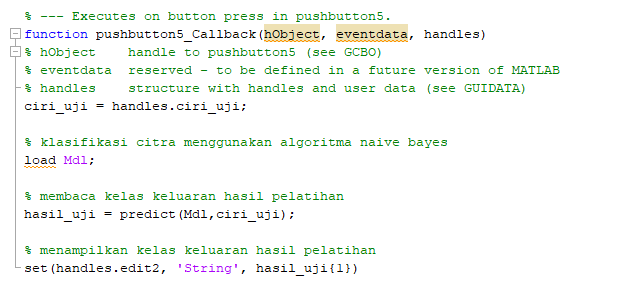 % --- Executes on button press in pushbutton5.
function pushbutton5_Callback(hObject, eventdata, handles)
% hObject    handle to pushbutton5 (see GCBO)
% eventdata  reserved - to be defined in a future version of MATLAB
% handles    structure with handles and user data (see GUIDATA)
ciri_uji = handles.ciri_uji;
% klasifikasi citra menggunakan algoritma naive bayes
load Mdl;
% membaca kelas keluaran hasil pelatihan
hasil_uji = predict(Mdl,ciri_uji);
% menampilkan kelas keluaran hasil pelatihan
set(handles.edit2, 'String', hasil_uji{1})